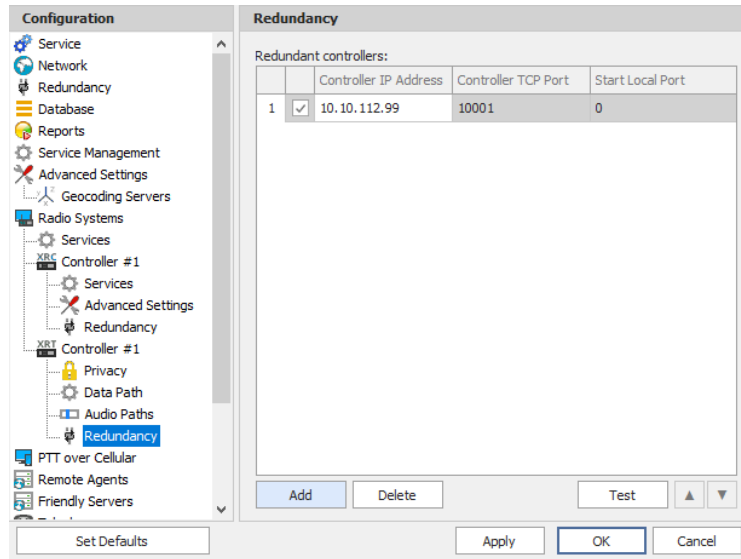 Configuration
Service
Network
Redundancy
Database
Reports
Service Management
Advanced Settings
Geocoding Servers
Radio Systems
Services
XRC Controller #1
Services
Advanced Settings
Redundancy
XRT Controller #1
Privacy
Data Path
Audio Paths
Redundancy
PTT over Cellular
Remote Agents
Friendly Servers
Set Defaults
Redundancy
Redundant controllers:
Controller IP Address Controller TCP Port Start Local Port
1 10.10.112.99 10001 0
Add Delete Test
Apply OK Cancel